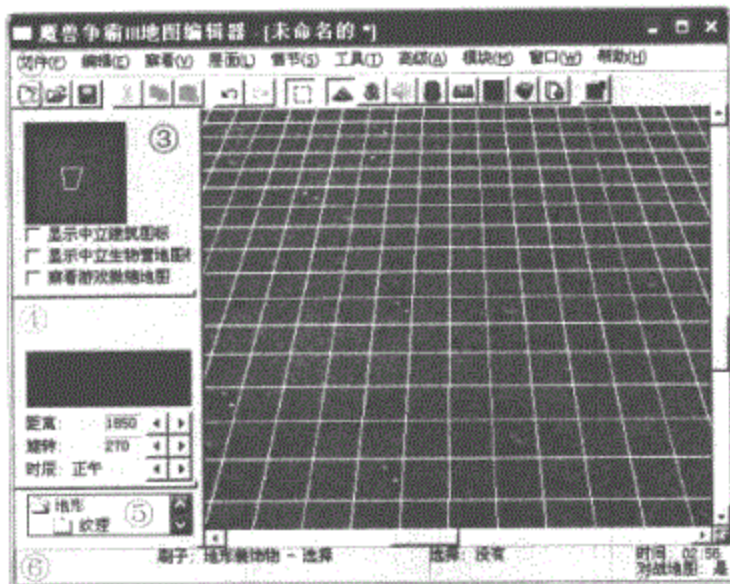 魔兽争霸III地图编辑器 - [未命名的 *]
文件(F) 编辑(E) 察看(V) 层面(L) 情节(S) 工具(T) 高级(A) 模块(M) 窗口(W) 帮助(H)
③
显示中立建筑图标
显示中立生物营地图标
察看游戏微缩地图
④
距离: 1650
旋转: 270
时辰: 正午
地形
纹理
⑤
⑥
刷子: 地形装饰物 - 选择
选择: 没有
时间: 02:56
对战地图: 是